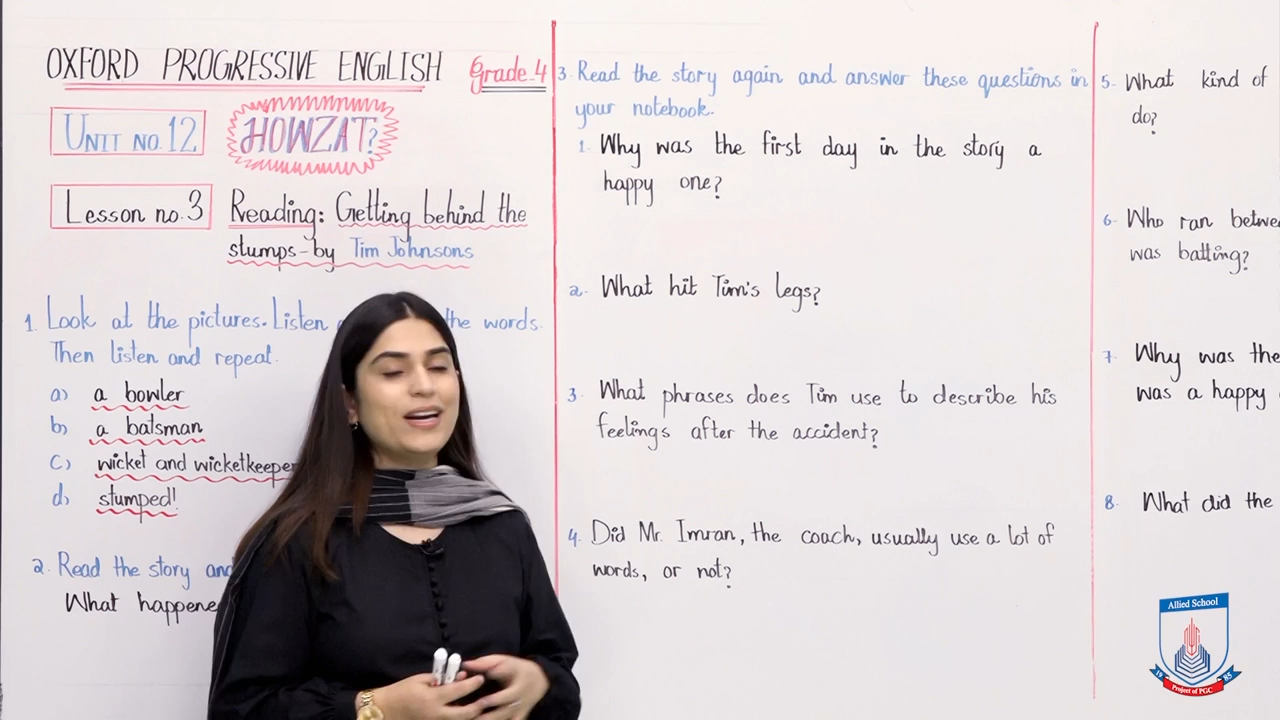 OXFORD PROGRESSIVE ENGLISH Grade-4
UNIT NO. 12 HOWZAT?
Lesson no. 3 Reading: Getting behind the
stumps-by Tim Johnsons
1. Look at the pictures. Listen the words.
Then listen and repeat.
a) a bowler
b) a batsman
c) wicket and wicketkeeper
d) stumped!
2. Read the story and
What happene
3. Read the story again and answer these questions in
your notebook.
1. Why was the first day in the story a
happy one?
2. What hit Tim's legs?
3. What phrases does Tim use to describe his
feelings after the accident?
4. Did Mr. Imran, the coach, usually use a lot of
words, or not?
5. What kind of
do?
6. Who ran betwe
was batting?
7. Why was the
was a happy
8. What did the
Allied School
19 85
Project of PGC